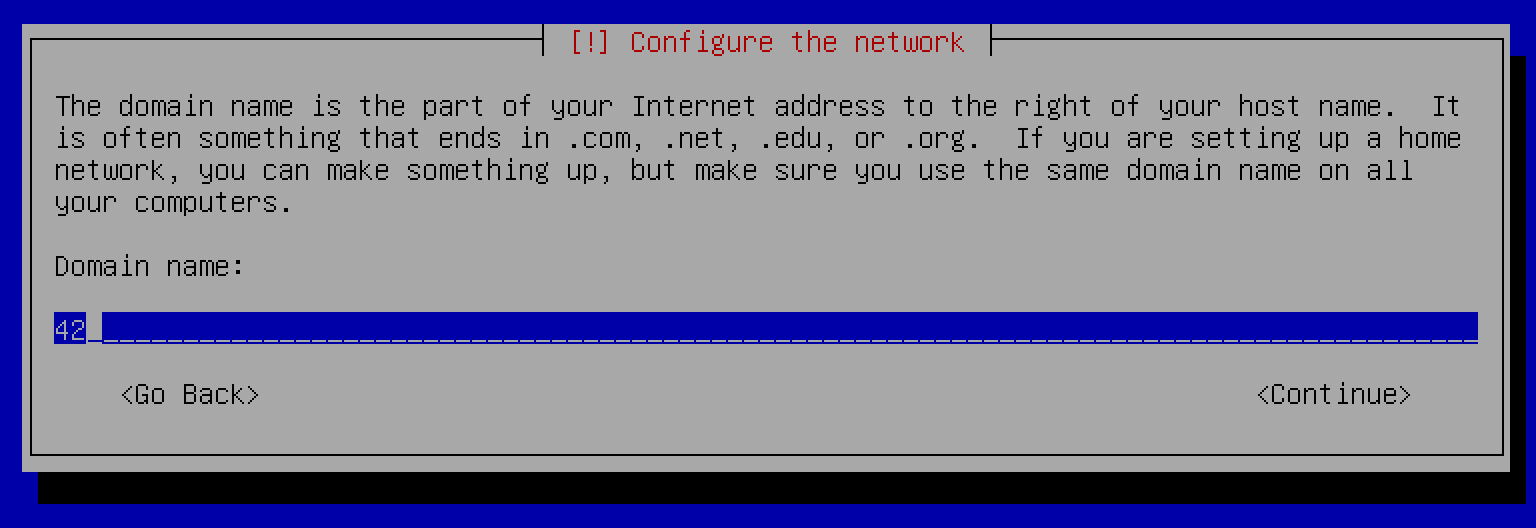 [!] Configure the network
The domain name is the part of your Internet address to the right of your host name.  It
is often something that ends in .com, .net, .edu, or .org.  If you are setting up a home
network, you can make something up, but make sure you use the same domain name on all
your computers.
Domain name:
42
<Go Back> <Continue>